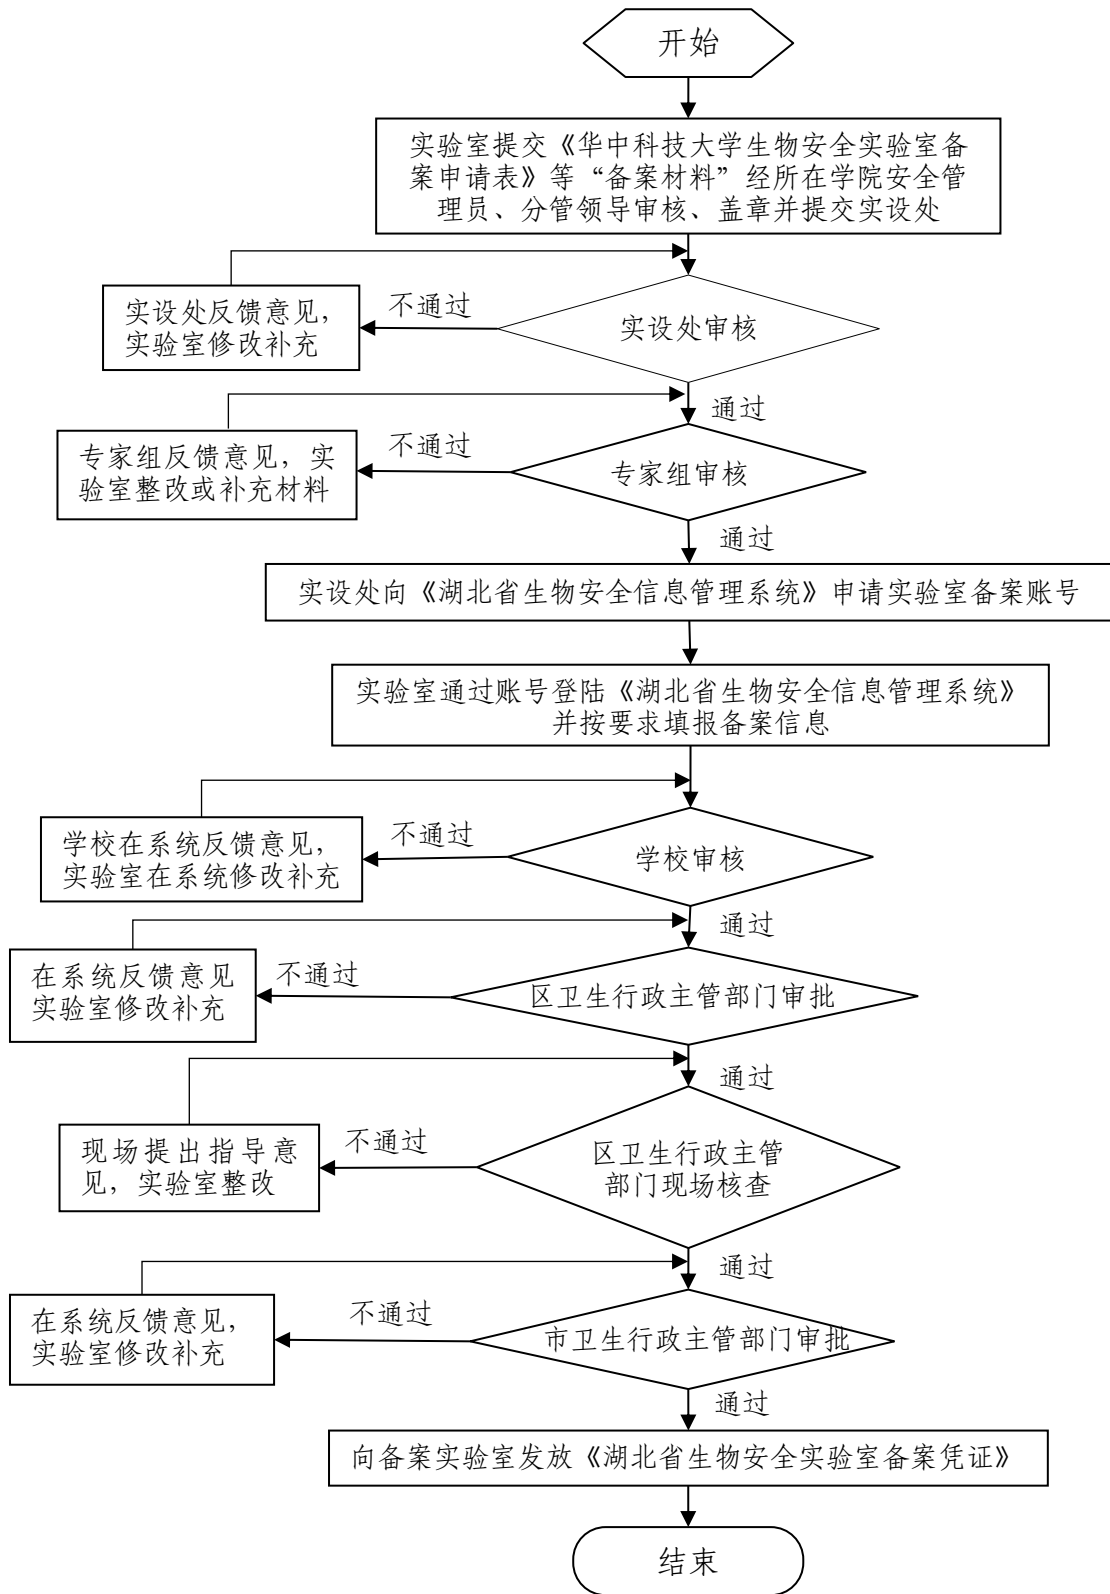 开始
实验室提交《华中科技大学生物安全实验室备
案申请表》等“备案材料”经所在学院安全管
理员、分管领导审核、盖章并提交实设处
实设处反馈意见，
实验室修改补充
不通过
实设处审核
通过
专家组反馈意见，实
验室整改或补充材料
不通过
专家组审核
通过
实设处向《湖北省生物安全信息管理系统》申请实验室备案账号
实验室通过账号登陆《湖北省生物安全信息管理系统》
并按要求填报备案信息
学校在系统反馈意见，
实验室在系统修改补充
不通过
学校审核
通过
在系统反馈意见
实验室修改补充
不通过
区卫生行政主管部门审批
通过
现场提出指导意
见，实验室整改
不通过
区卫生行政主管
部门现场核查
通过
在系统反馈意见，
实验室修改补充
不通过
市卫生行政主管部门审批
通过
向备案实验室发放《湖北省生物安全实验室备案凭证》
结束